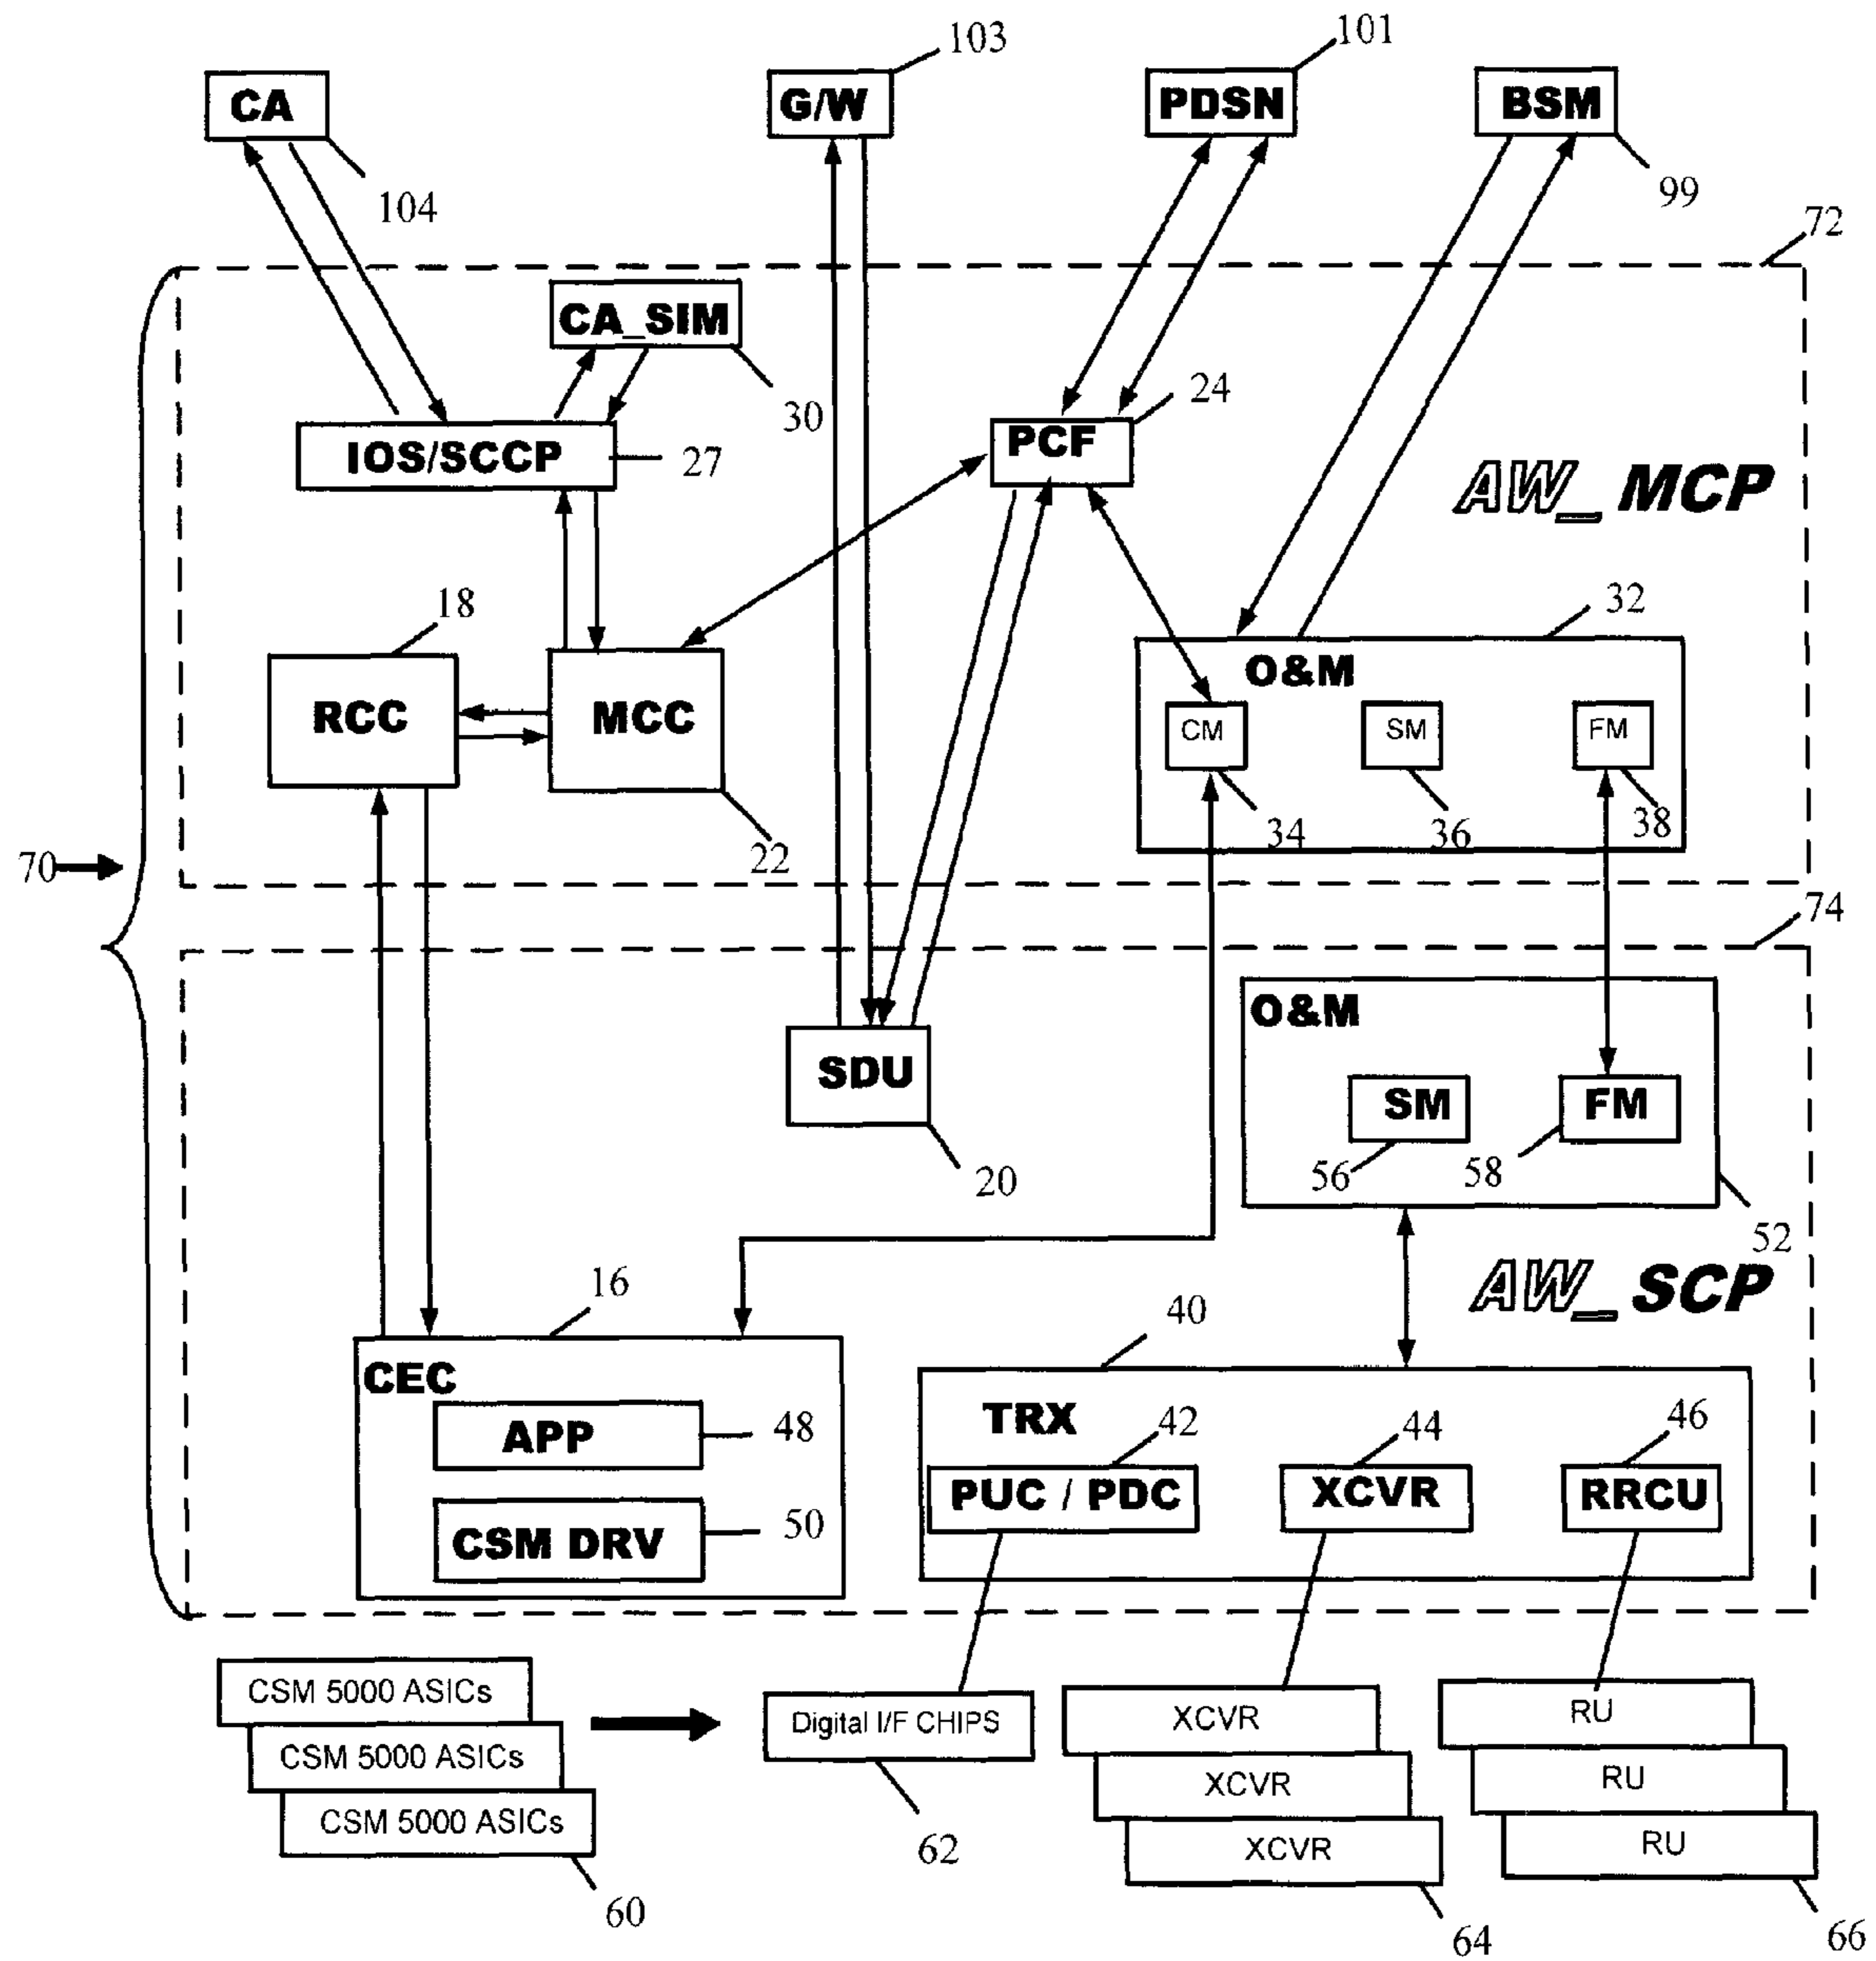 103
101
CA
G/W
PDSN
BSM
104
99
72
CA_SIM
30
24
IOS/SCCP
27
PCF
AW_MCP
18
32
RCC
MCC
O&M
CM
SM
FM
34
36
38
22
70
74
O&M
SDU
SM
FM
56
58
20
52
AW_SCP
16
40
CEC
TRX
APP
48
42
44
46
PUC / PDC
XCVR
RRCU
CSM DRV
50
CSM 5000 ASICs
CSM 5000 ASICs
CSM 5000 ASICs
Digital I/F CHIPS
XCVR
XCVR
XCVR
RU
RU
RU
60
62
64
66